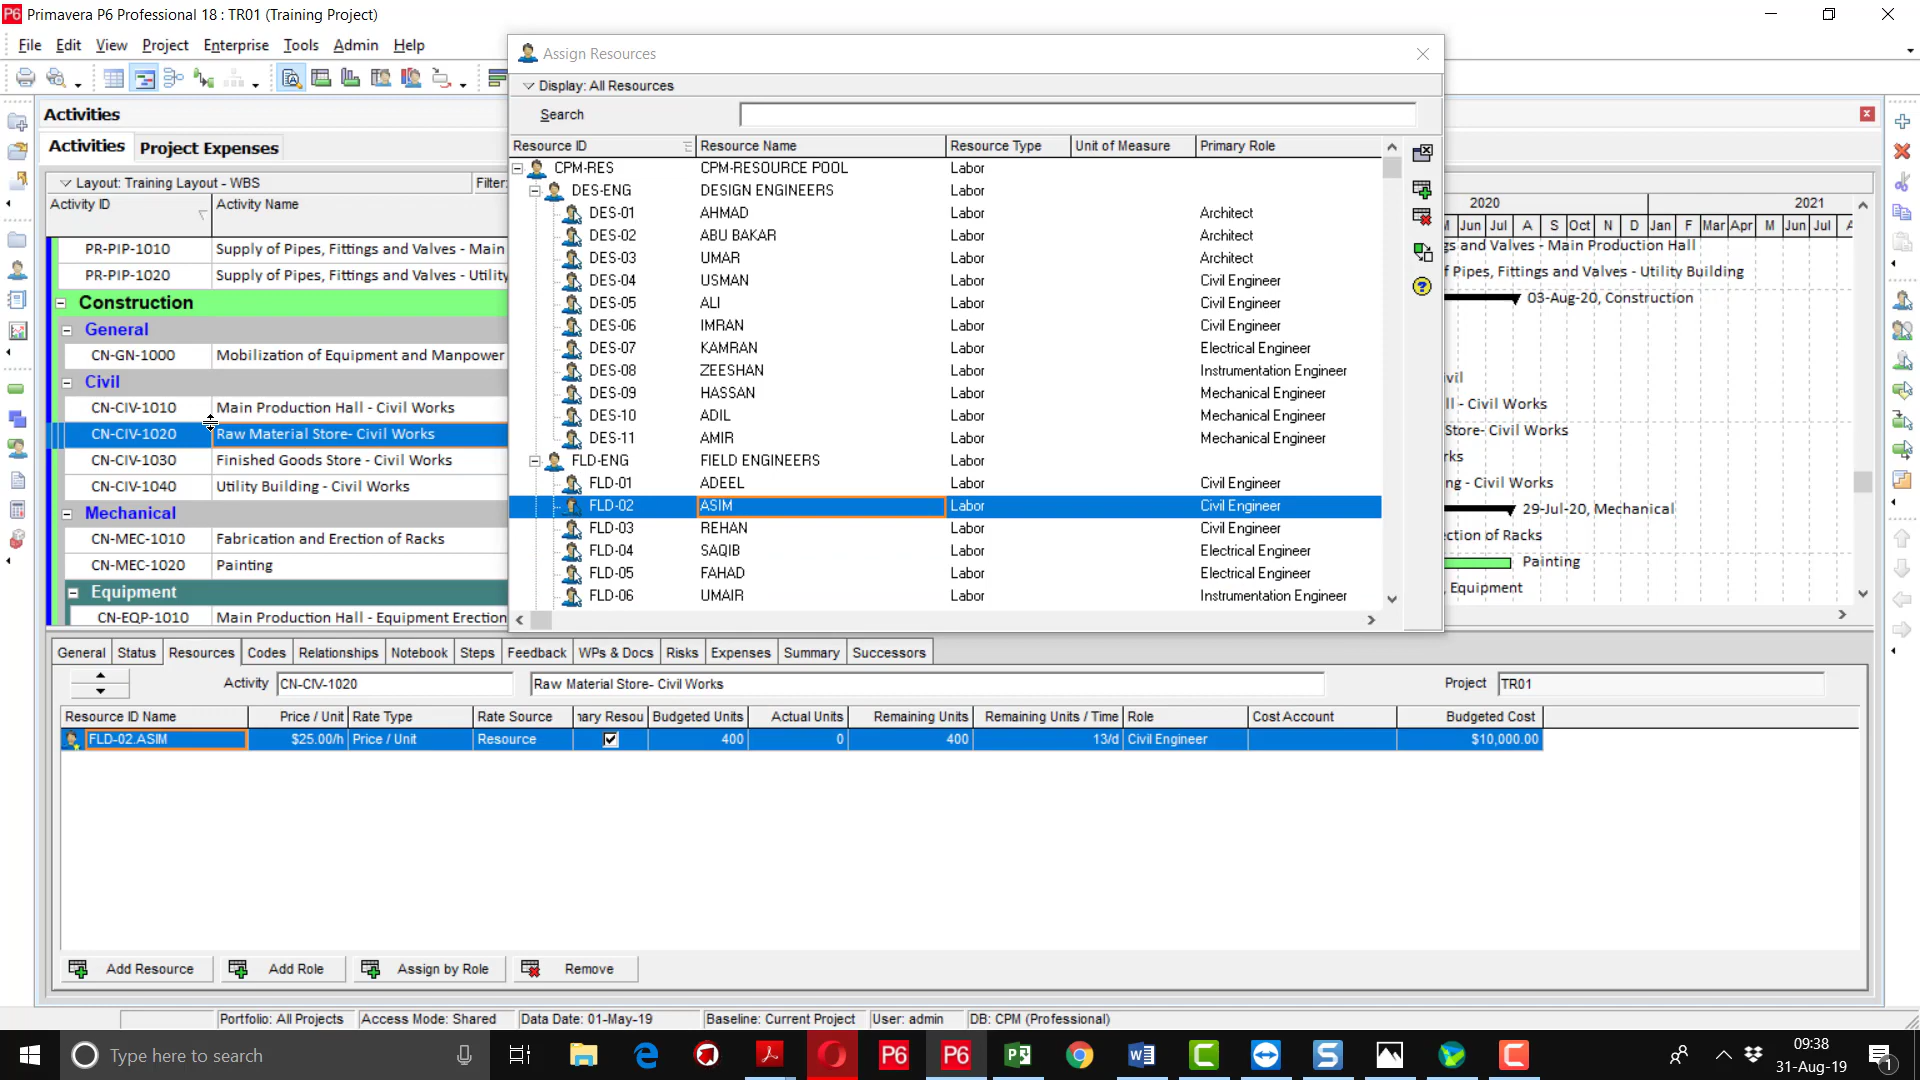 Primavera P6 Professional 18 : TR01 (Training Project)
File Edit View Project Enterprise Tools Admin Help
Assign Resources
Display: All Resources
Search
Resource ID Resource Name Resource Type Unit of Measure Primary Role
CPM-RES CPM-RESOURCE POOL Labor
DES-ENG DESIGN ENGINEERS Labor
DES-01 AHMAD Labor Architect
DES-02 ABU BAKAR Labor Architect
DES-03 UMAR Labor Architect
DES-04 USMAN Labor Civil Engineer
DES-05 ALI Labor Civil Engineer
DES-06 IMRAN Labor Civil Engineer
DES-07 KAMRAN Labor Electrical Engineer
DES-08 ZEESHAN Labor Instrumentation Engineer
DES-09 HASSAN Labor Mechanical Engineer
DES-10 ADIL Labor Mechanical Engineer
DES-11 AMIR Labor Mechanical Engineer
FLD-ENG FIELD ENGINEERS Labor
FLD-01 ADEEL Labor Civil Engineer
FLD-02 ASIM Labor Civil Engineer
FLD-03 REHAN Labor Civil Engineer
FLD-04 SAQIB Labor Electrical Engineer
FLD-05 FAHAD Labor Electrical Engineer
FLD-06 UMAIR Labor Instrumentation Engineer
Activities
Activities Project Expenses
Layout: Training Layout - WBS Filter:
Activity ID Activity Name
PR-PIP-1010 Supply of Pipes, Fittings and Valves - Main
PR-PIP-1020 Supply of Pipes, Fittings and Valves - Utility
Construction
General
CN-GN-1000 Mobilization of Equipment and Manpower
Civil
CN-CIV-1010 Main Production Hall - Civil Works
CN-CIV-1020 Raw Material Store- Civil Works
CN-CIV-1030 Finished Goods Store - Civil Works
CN-CIV-1040 Utility Building - Civil Works
Mechanical
CN-MEC-1010 Fabrication and Erection of Racks
CN-MEC-1020 Painting
Equipment
CN-EQP-1010 Main Production Hall - Equipment Erection
2020 2021
M Jun Jul A S Oct N D Jan F Mar Apr M Jun Jul A
gs and Valves - Main Production Hall
f Pipes, Fittings and Valves - Utility Building
03-Aug-20, Construction
vil
ll - Civil Works
Store- Civil Works
rks
ng - Civil Works
29-Jul-20, Mechanical
ection of Racks
Painting
, Equipment
General Status Resources Codes Relationships Notebook Steps Feedback WPs & Docs Risks Expenses Summary Successors
Activity CN-CIV-1020 Raw Material Store- Civil Works Project TR01
Resource ID Name Price / Unit Rate Type Rate Source nary Resou Budgeted Units Actual Units Remaining Units Remaining Units / Time Role Cost Account Budgeted Cost
FLD-02.ASIM $25.00/h Price / Unit Resource 400 0 400 13/d Civil Engineer $10,000.00
Add Resource Add Role Assign by Role Remove
Portfolio: All Projects Access Mode: Shared Data Date: 01-May-19 Baseline: Current Project User: admin DB: CPM (Professional)
Type here to search
09:38
31-Aug-19
1